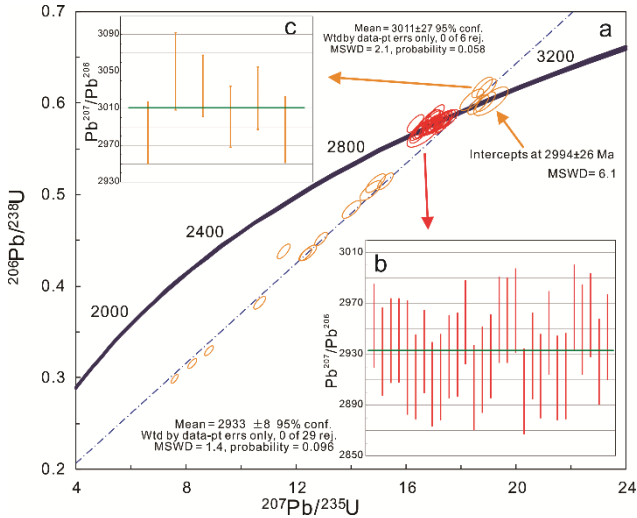 c
a
b
Mean = 3011±27 95% conf.
Wtd by data-pt errs only, 0 of 6 rej.
MSWD = 2.1, probability = 0.058
3090
3050
3010
2970
2930
Pb207/Pb206
3200
2800
2400
2000
Intercepts at 2994±26 Ma
MSWD= 6.1
3010
2970
2930
2890
2850
Pb207/Pb206
Mean = 2933 ±8 95% conf.
Wtd by data-pt errs only, 0 of 29 rej.
MSWD = 1.4, probability = 0.096
0.7
0.6
0.5
0.4
0.3
0.2
206Pb/238U
4
8
12
16
20
24
207Pb/235U